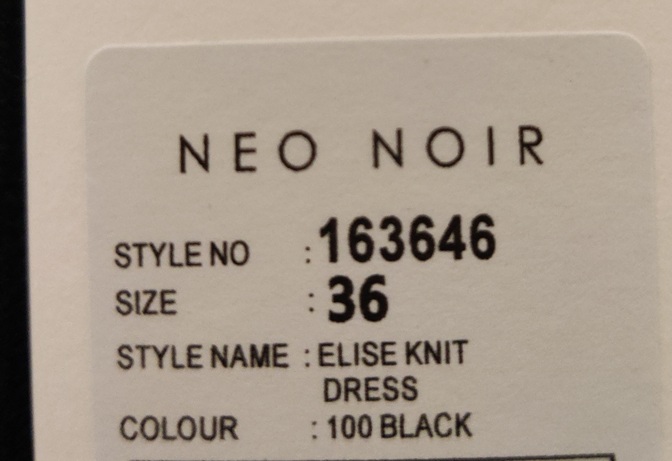 NEO NOIR
STYLE NO : 163646
SIZE : 36
STYLE NAME : ELISE KNIT
DRESS
COLOUR : 100 BLACK